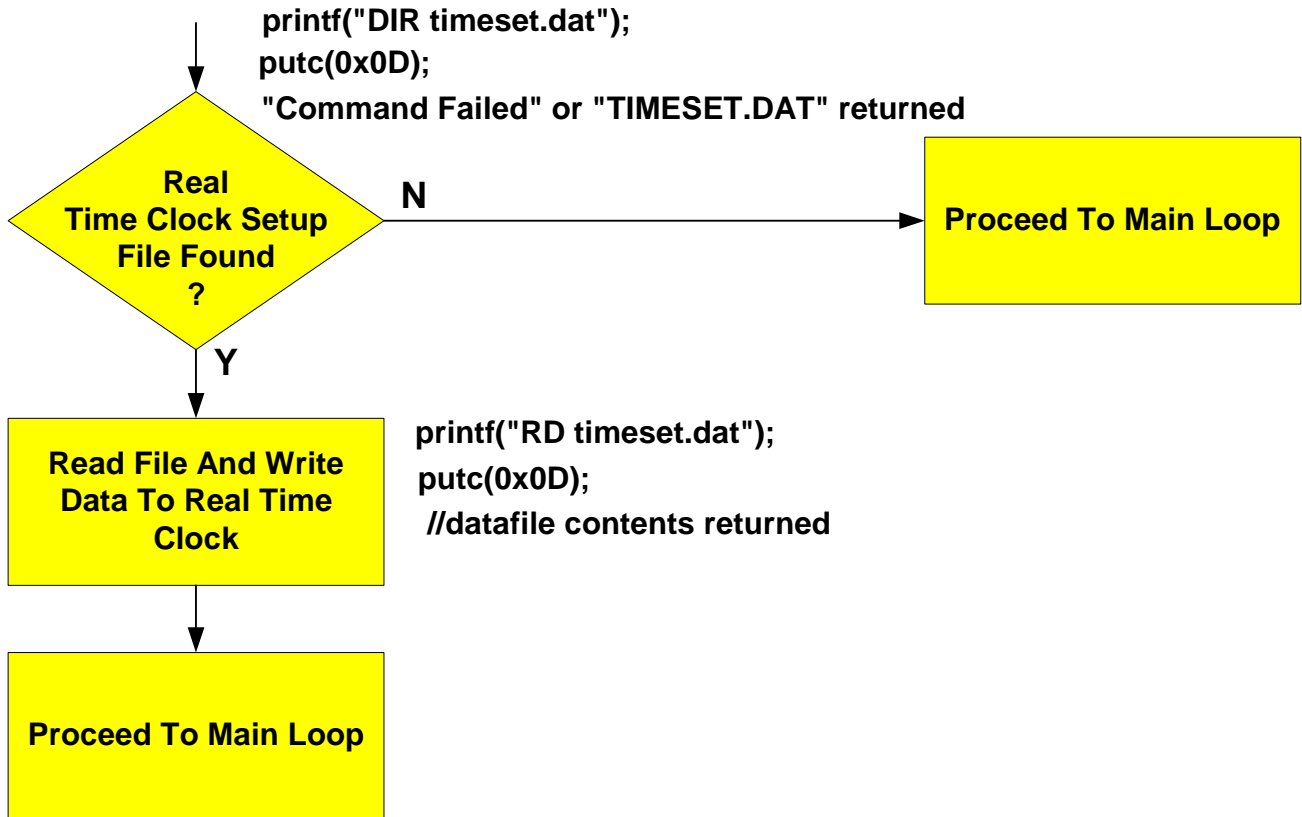 printf("DIR timeset.dat");
putc(0x0D);
"Command Failed" or "TIMESET.DAT" returned
Real
Time Clock Setup
File Found
?
N
Proceed To Main Loop
Y
Read File And Write
Data To Real Time
Clock
printf("RD timeset.dat");
putc(0x0D);
//datafile contents returned
Proceed To Main Loop